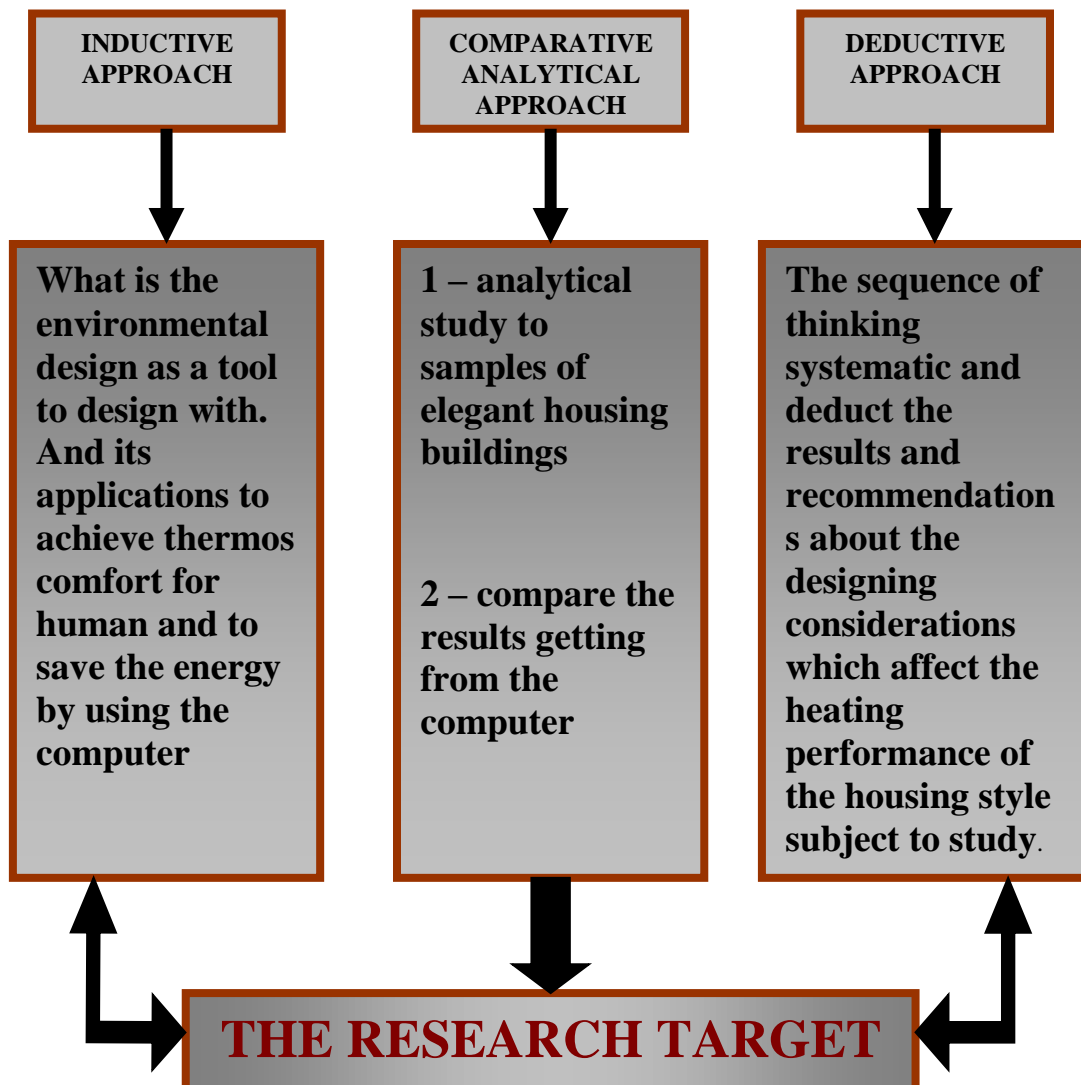 INDUCTIVE
APPROACH
COMPARATIVE
ANALYTICAL
APPROACH
DEDUCTIVE
APPROACH
What is the
environmental
design as a tool
to design with.
And its
applications to
achieve thermos
comfort for
human and to
save the energy
by using the
computer
1 – analytical
study to
samples of
elegant housing
buildings
2 – compare the
results getting
from the
computer
The sequence of
thinking
systematic and
deduct the
results and
recommendation
s about the
designing
considerations
which affect the
heating
performance of
the housing style
subject to study.
THE RESEARCH TARGET